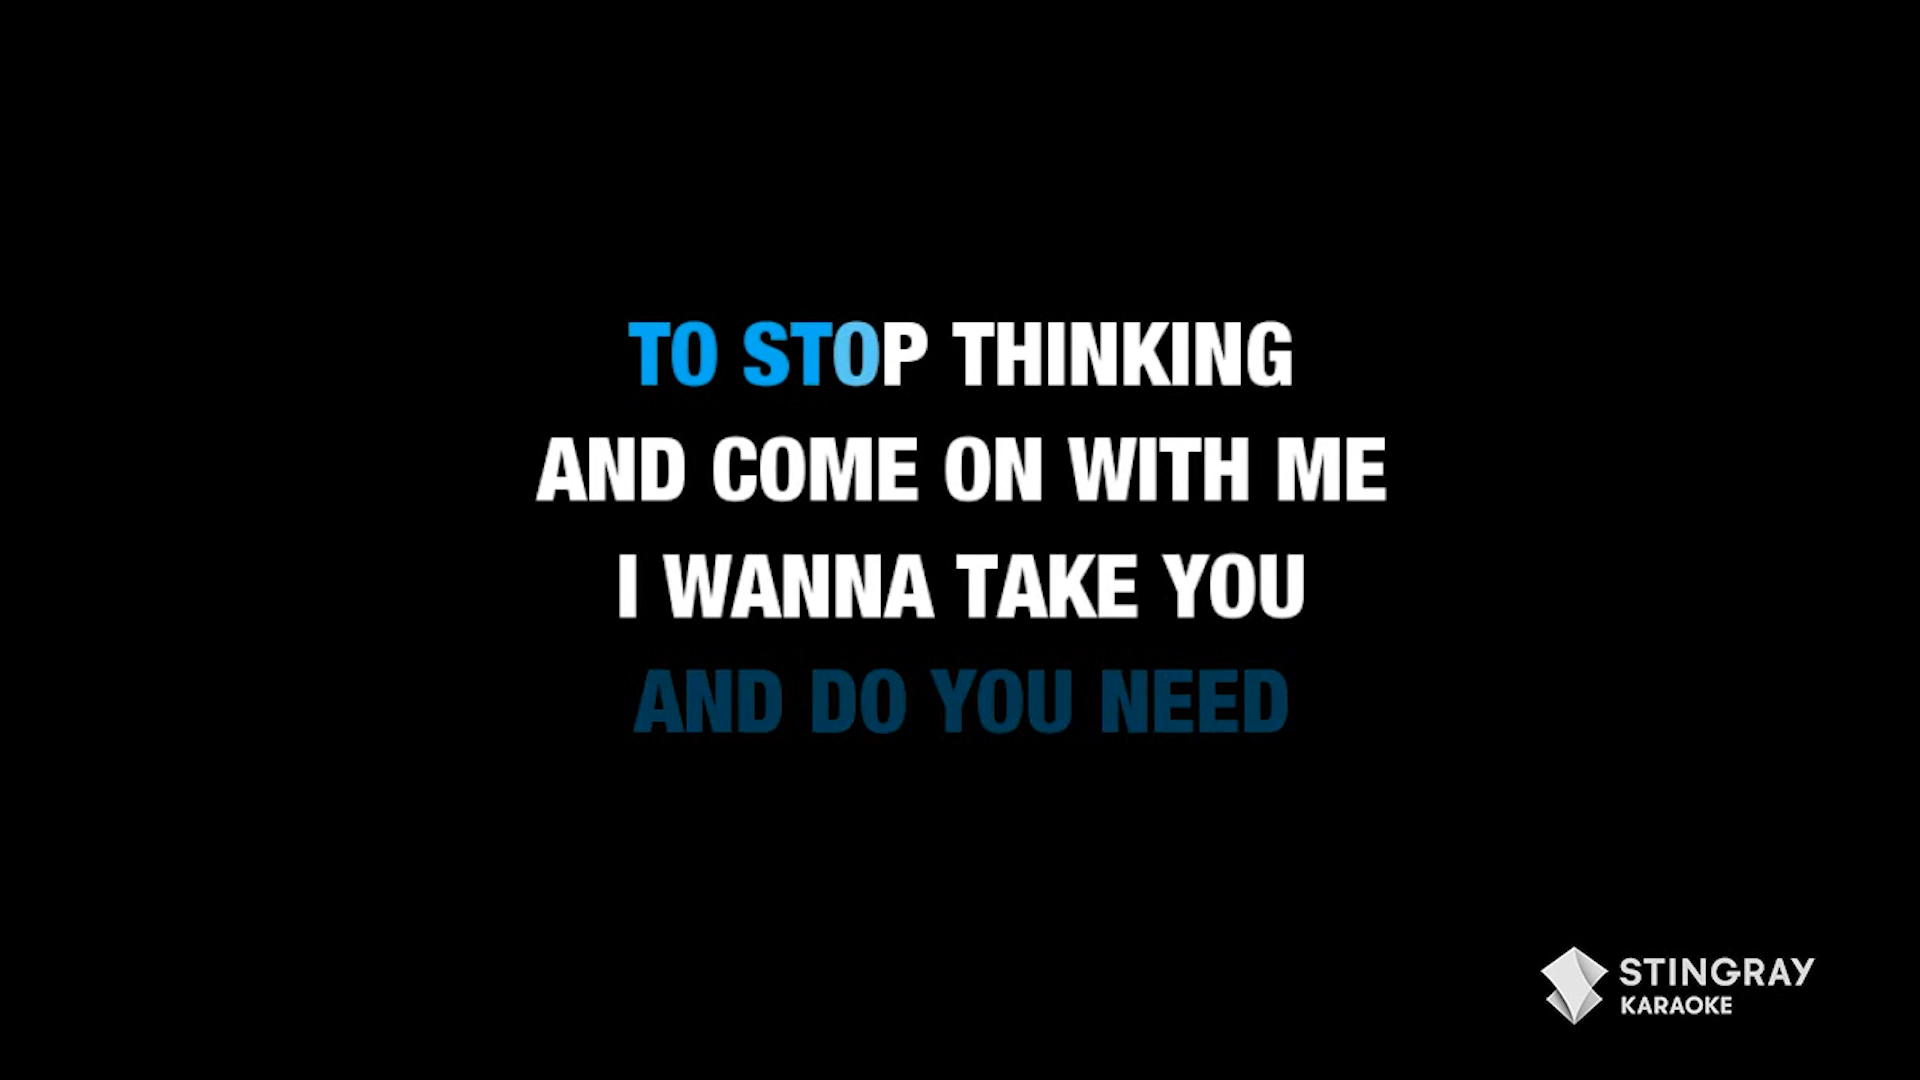 TO STOP THINKING
AND COME ON WITH ME
I WANNA TAKE YOU
AND DO YOU NEED
STINGRAY
KARAOKE